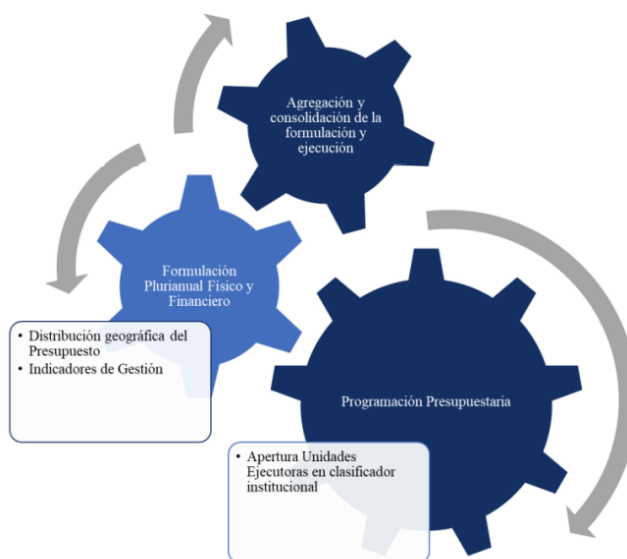 Agregación y
consolidación de la
formulación y
ejecución
Formulación
Plurianual Físico y
Financiero
• Distribución geográfica del
Presupuesto
• Indicadores de Gestión
Programación Presupuestaria
• Apertura Unidades
Ejecutoras en clasificador
institucional